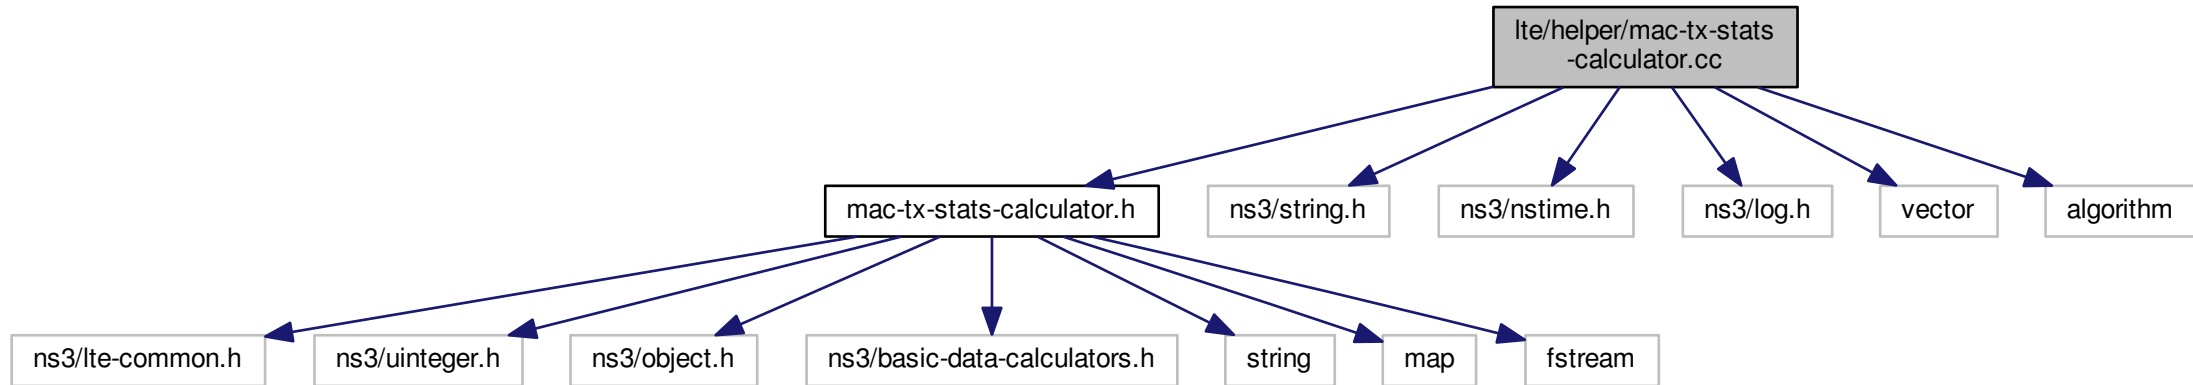 lte/helper/mac-tx-stats
-calculator.cc
mac-tx-stats-calculator.h
ns3/string.h
ns3/nstime.h
ns3/log.h
vector
algorithm
ns3/lte-common.h
ns3/uinteger.h
ns3/object.h
ns3/basic-data-calculators.h
string
map
fstream